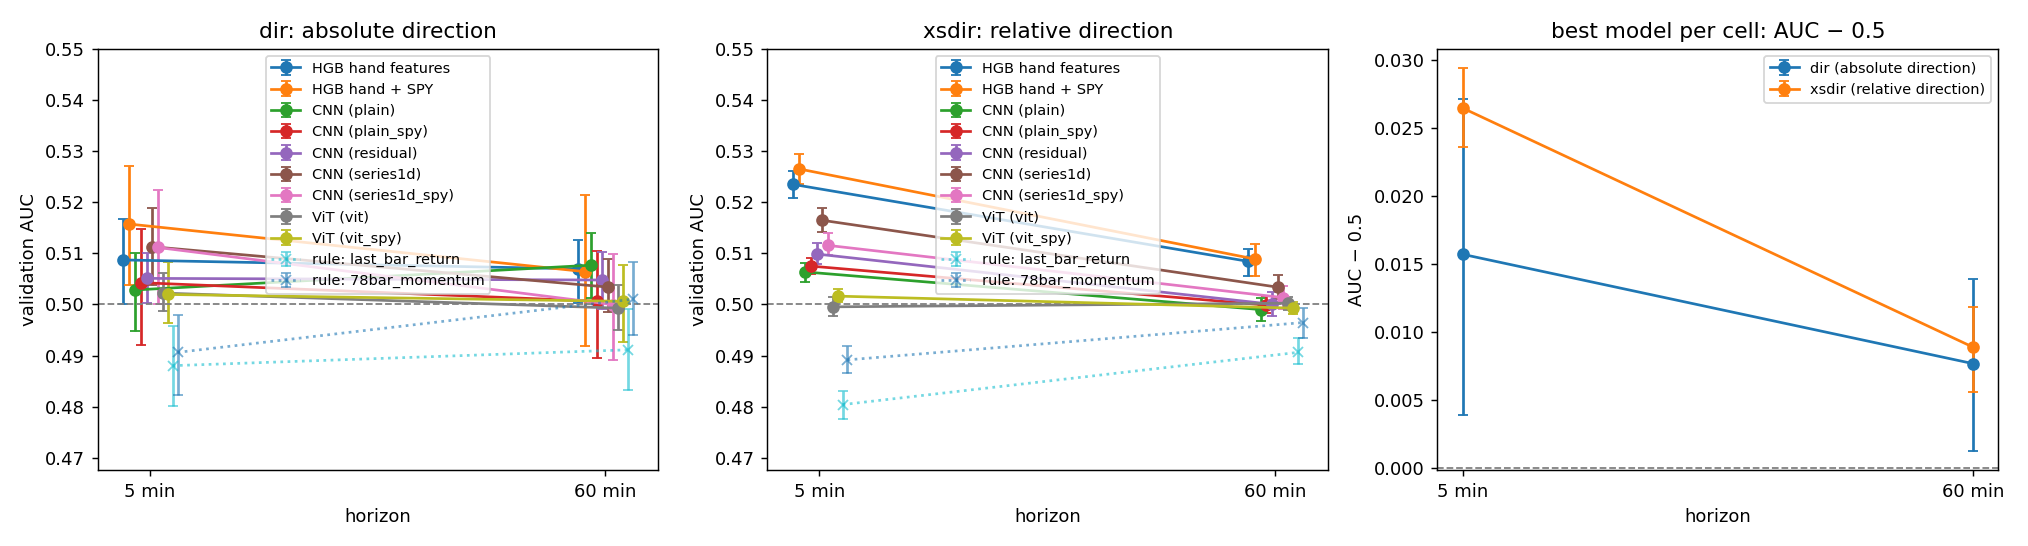 dir: absolute direction
validation AUC
0.55
0.54
0.53
0.52
0.51
0.50
0.49
0.48
0.47
HGB hand features
HGB hand + SPY
CNN (plain)
CNN (plain_spy)
CNN (residual)
CNN (series1d)
CNN (series1d_spy)
ViT (vit)
ViT (vit_spy)
rule: last_bar_return
rule: 78bar_momentum
5 min
60 min
horizon
xsdir: relative direction
validation AUC
0.55
0.54
0.53
0.52
0.51
0.50
0.49
0.48
0.47
HGB hand features
HGB hand + SPY
CNN (plain)
CNN (plain_spy)
CNN (residual)
CNN (series1d)
CNN (series1d_spy)
ViT (vit)
ViT (vit_spy)
rule: last_bar_return
rule: 78bar_momentum
5 min
60 min
horizon
best model per cell: AUC − 0.5
AUC − 0.5
0.030
0.025
0.020
0.015
0.010
0.005
0.000
dir (absolute direction)
xsdir (relative direction)
5 min
60 min
horizon